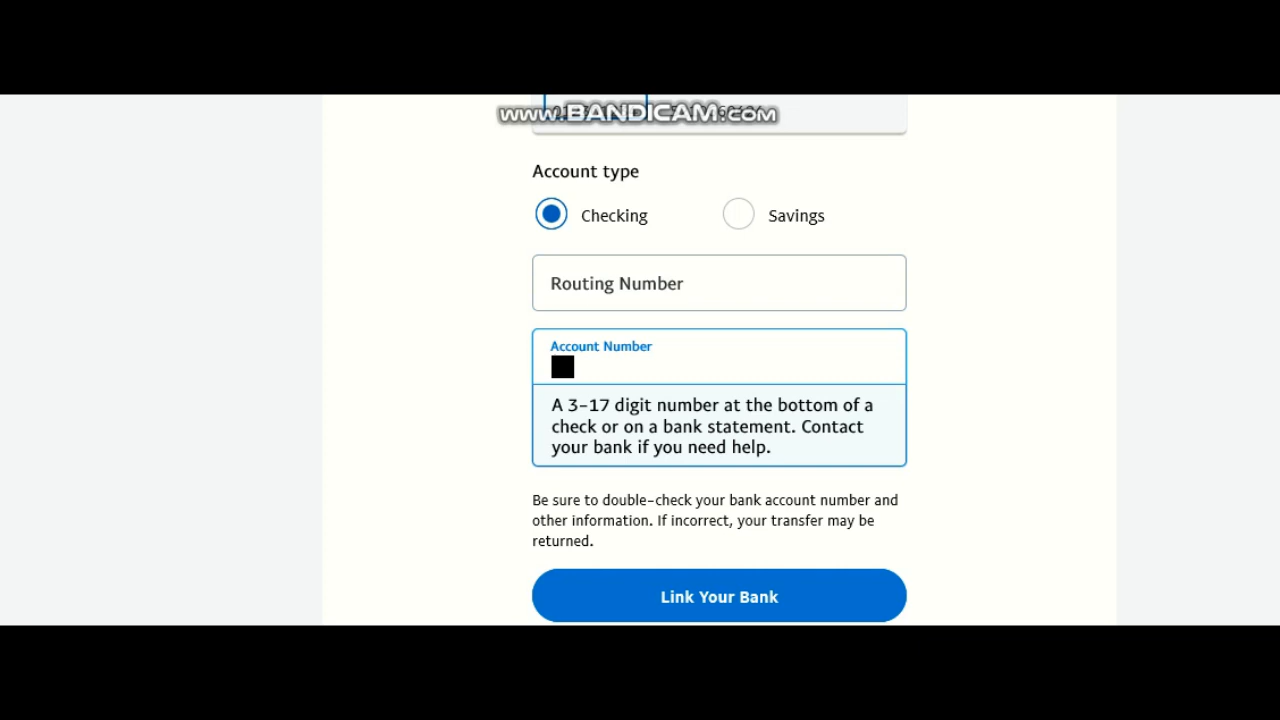 www.BANDICAM.com
Account type
Checking
Savings
Routing Number
Account Number
A 3-17 digit number at the bottom of a
check or on a bank statement. Contact
your bank if you need help.
Be sure to double-check your bank account number and
other information. If incorrect, your transfer may be
returned.
Link Your Bank